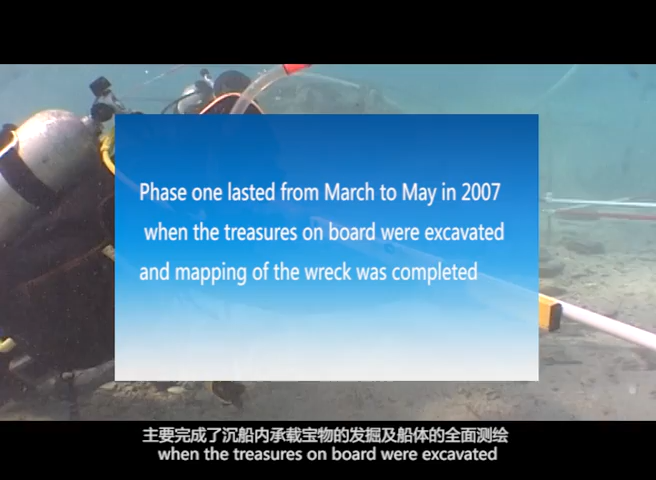 Phase one lasted from March to May in 2007
when the treasures on board were excavated
and mapping of the wreck was completed
主要完成了沉船内承载宝物的发掘及船体的全面测绘
when the treasures on board were excavated